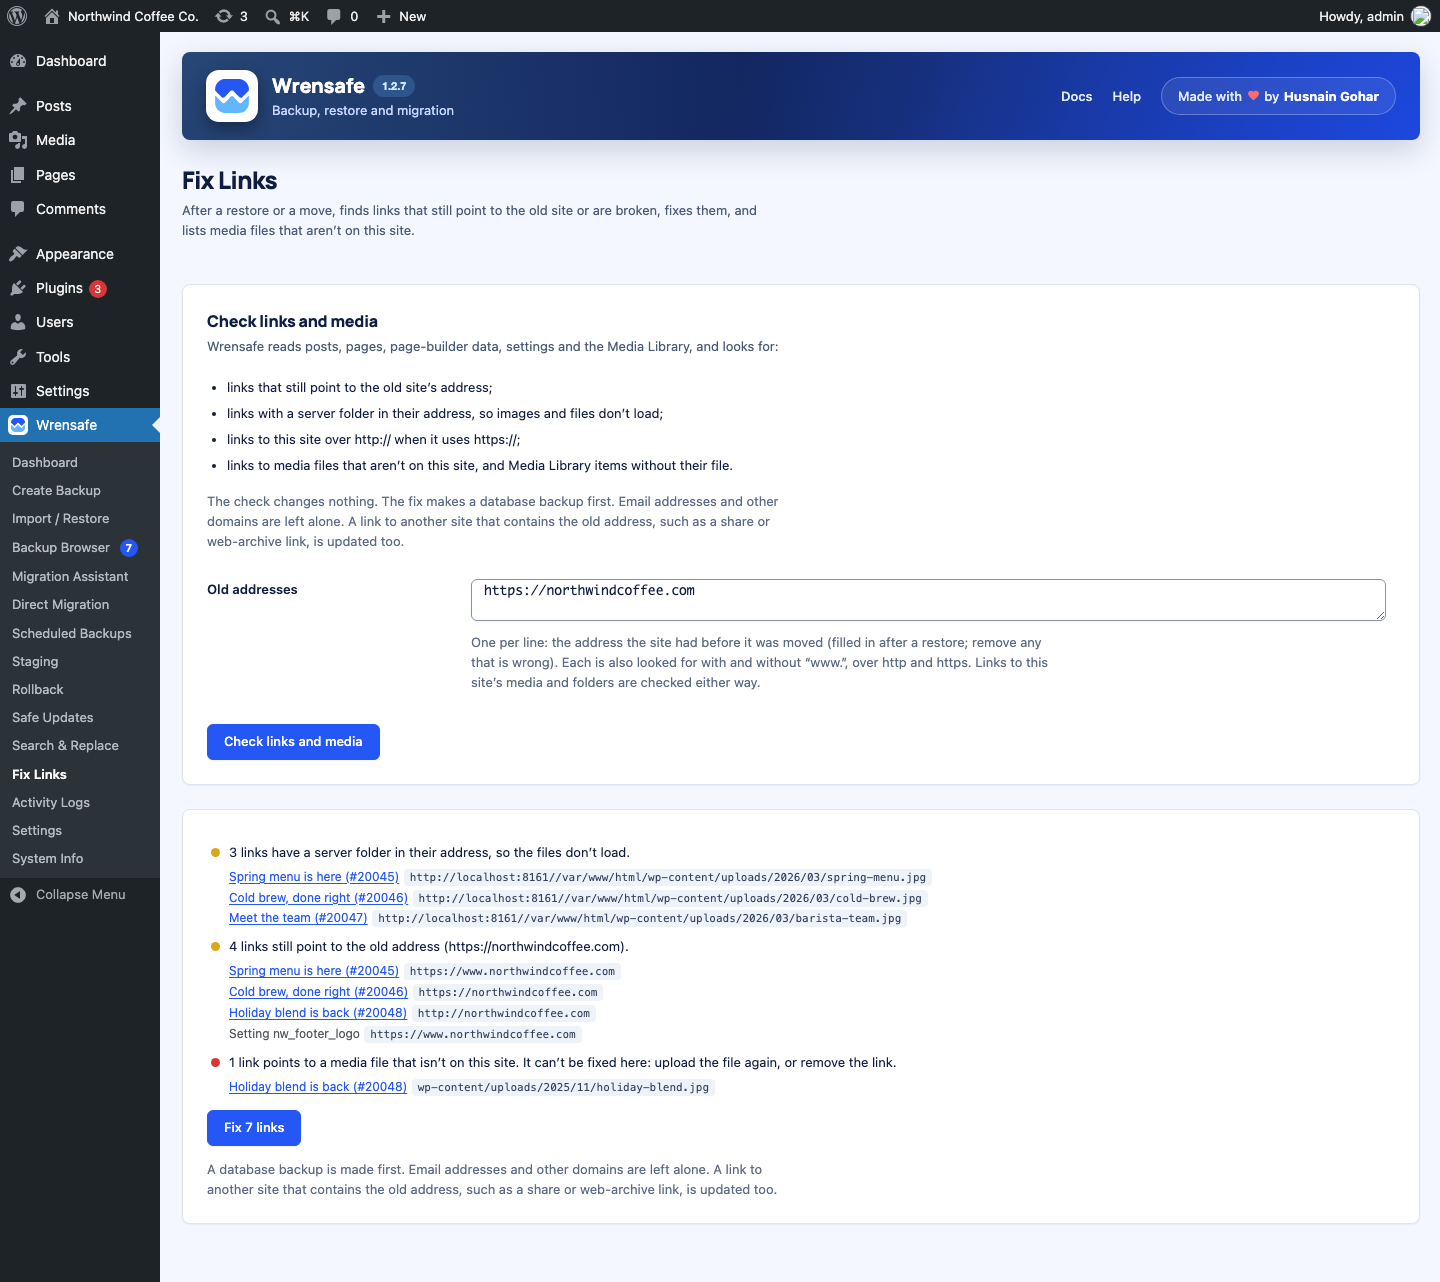 Northwind Coffee Co.
3
⌘K
0
New
Howdy, admin
Dashboard
Posts
Media
Pages
Comments
Appearance
Plugins 3
Users
Tools
Settings
Wrensafe
Dashboard
Create Backup
Import / Restore
Backup Browser 7
Migration Assistant
Direct Migration
Scheduled Backups
Staging
Rollback
Safe Updates
Search & Replace
Fix Links
Activity Logs
Settings
System Info
Collapse Menu
Wrensafe 1.2.7
Backup, restore and migration
Docs
Help
Made with ♥ by Husnain Gohar
Fix Links
After a restore or a move, finds links that still point to the old site or are broken, fixes them, and
lists media files that aren’t on this site.
Check links and media
Wrensafe reads posts, pages, page-builder data, settings and the Media Library, and looks for:
• links that still point to the old site’s address;
• links with a server folder in their address, so images and files don’t load;
• links to this site over http:// when it uses https://;
• links to media files that aren’t on this site, and Media Library items without their file.
The check changes nothing. The fix makes a database backup first. Email addresses and other
domains are left alone. A link to another site that contains the old address, such as a share or
web-archive link, is updated too.
Old addresses
https://northwindcoffee.com
One per line: the address the site had before it was moved (filled in after a restore; remove any
that is wrong). Each is also looked for with and without “www.”, over http and https. Links to this
site’s media and folders are checked either way.
Check links and media
3 links have a server folder in their address, so the files don’t load.
Spring menu is here (#20045) http://localhost:8161//var/www/html/wp-content/uploads/2026/03/spring-menu.jpg
Cold brew, done right (#20046) http://localhost:8161//var/www/html/wp-content/uploads/2026/03/cold-brew.jpg
Meet the team (#20047) http://localhost:8161//var/www/html/wp-content/uploads/2026/03/barista-team.jpg
4 links still point to the old address (https://northwindcoffee.com).
Spring menu is here (#20045) https://www.northwindcoffee.com
Cold brew, done right (#20046) https://northwindcoffee.com
Holiday blend is back (#20048) http://northwindcoffee.com
Setting nw_footer_logo https://www.northwindcoffee.com
1 link points to a media file that isn’t on this site. It can’t be fixed here: upload the file again, or remove the link.
Holiday blend is back (#20048) wp-content/uploads/2025/11/holiday-blend.jpg
Fix 7 links
A database backup is made first. Email addresses and other domains are left alone. A link to
another site that contains the old address, such as a share or web-archive link, is updated too.